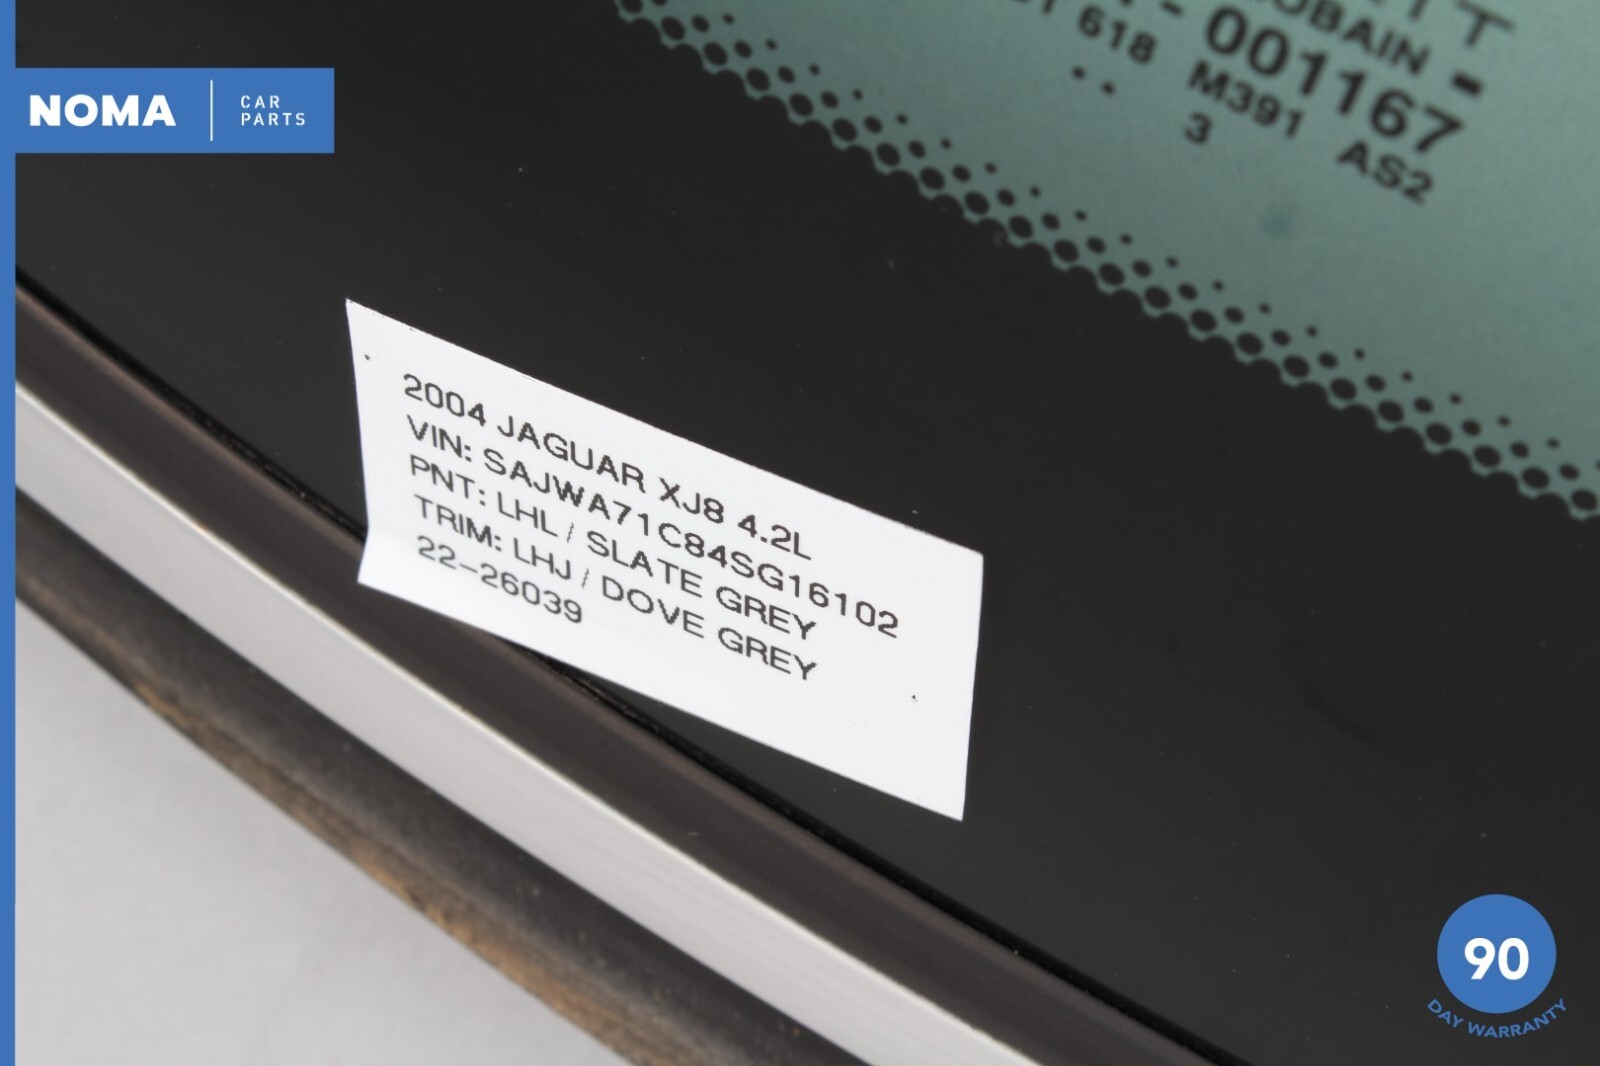 NOMA
CAR
PARTS
OBAIN -
- 001167
618 M391 AS2
3
2004 JAGUAR XJ8 4.2L
VIN: SAJWA71C84SG16102
PNT: LHL / SLATE GREY
TRIM: LHJ / DOVE GREY
22-26039
90
DAY WARRANTY